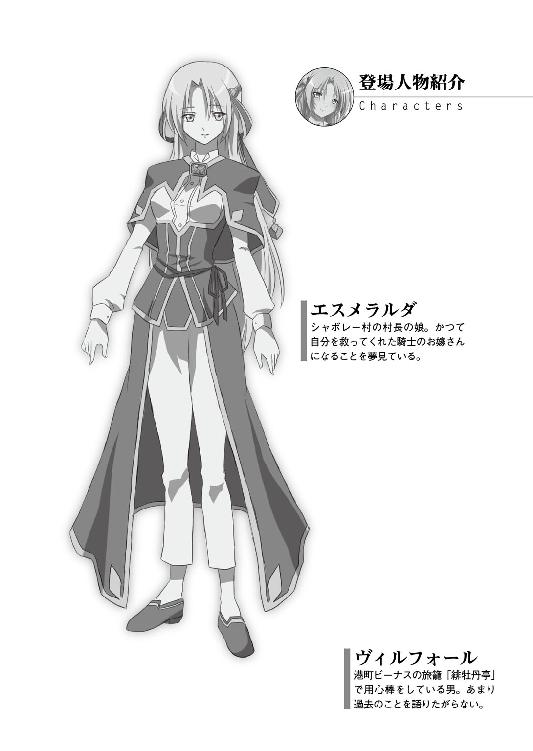 登場人物紹介
Characters
エスメラルダ
シャボレー村の村長の娘。かつて
自分を救ってくれた騎士のお嫁さん
になることを夢見ている。
ヴィルフォール
港町ビーナスの旅籠「緋牡丹亭」
で用心棒をしている男。あまり
過去のことを語りたがらない。